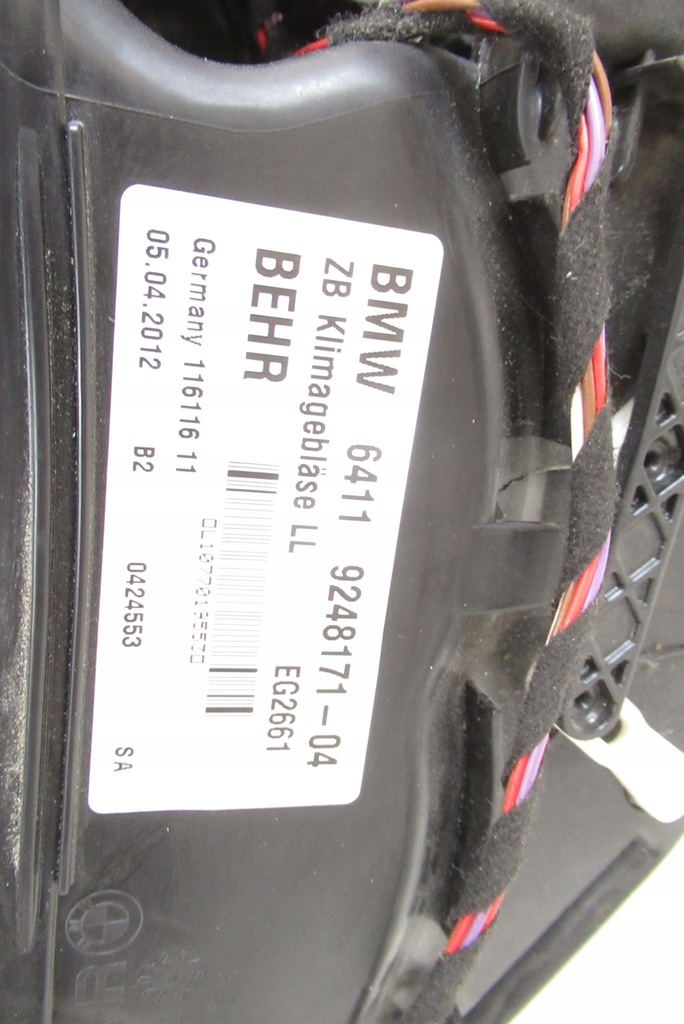 BMW 6411 9248171-04
ZB Klimagebläse LL
BEHR EG2661
Germany 116116 11
05.04.2012 B2 0424553 SA